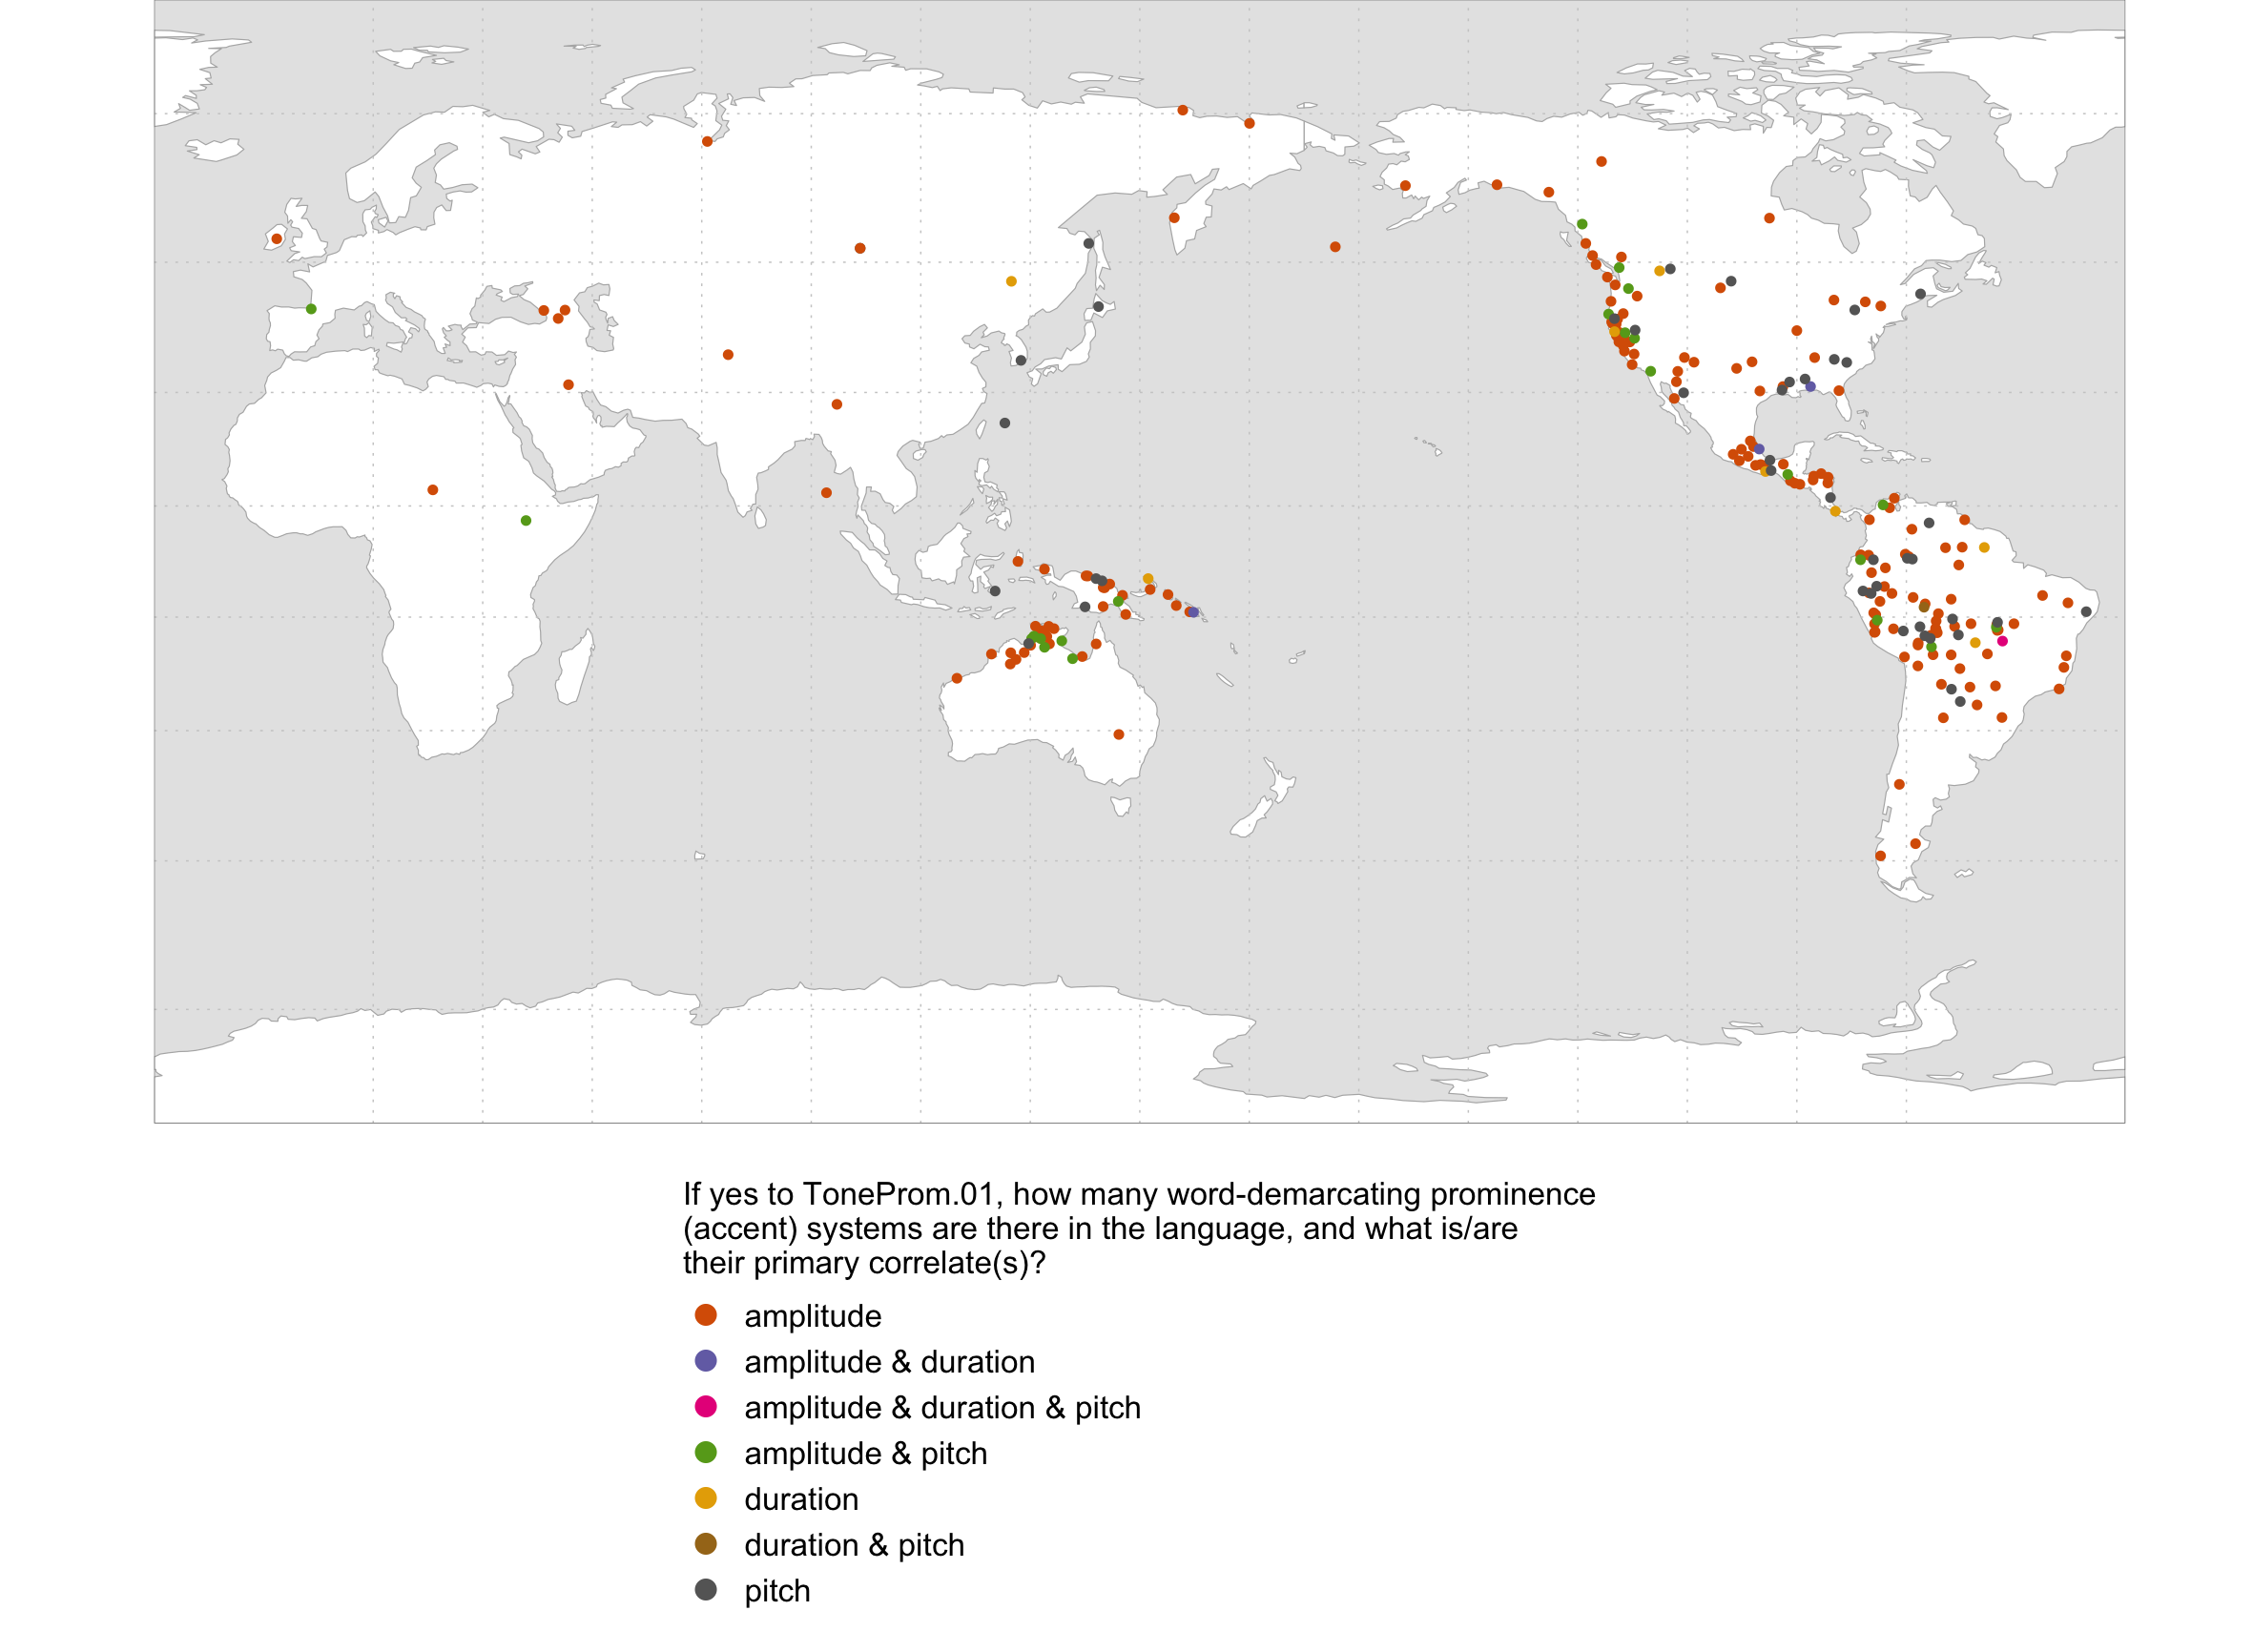 If yes to ToneProm.01, how many word-demarcating prominence
(accent) systems are there in the language, and what is/are
their primary correlate(s)?
amplitude
amplitude & duration
amplitude & duration & pitch
amplitude & pitch
duration
duration & pitch
pitch